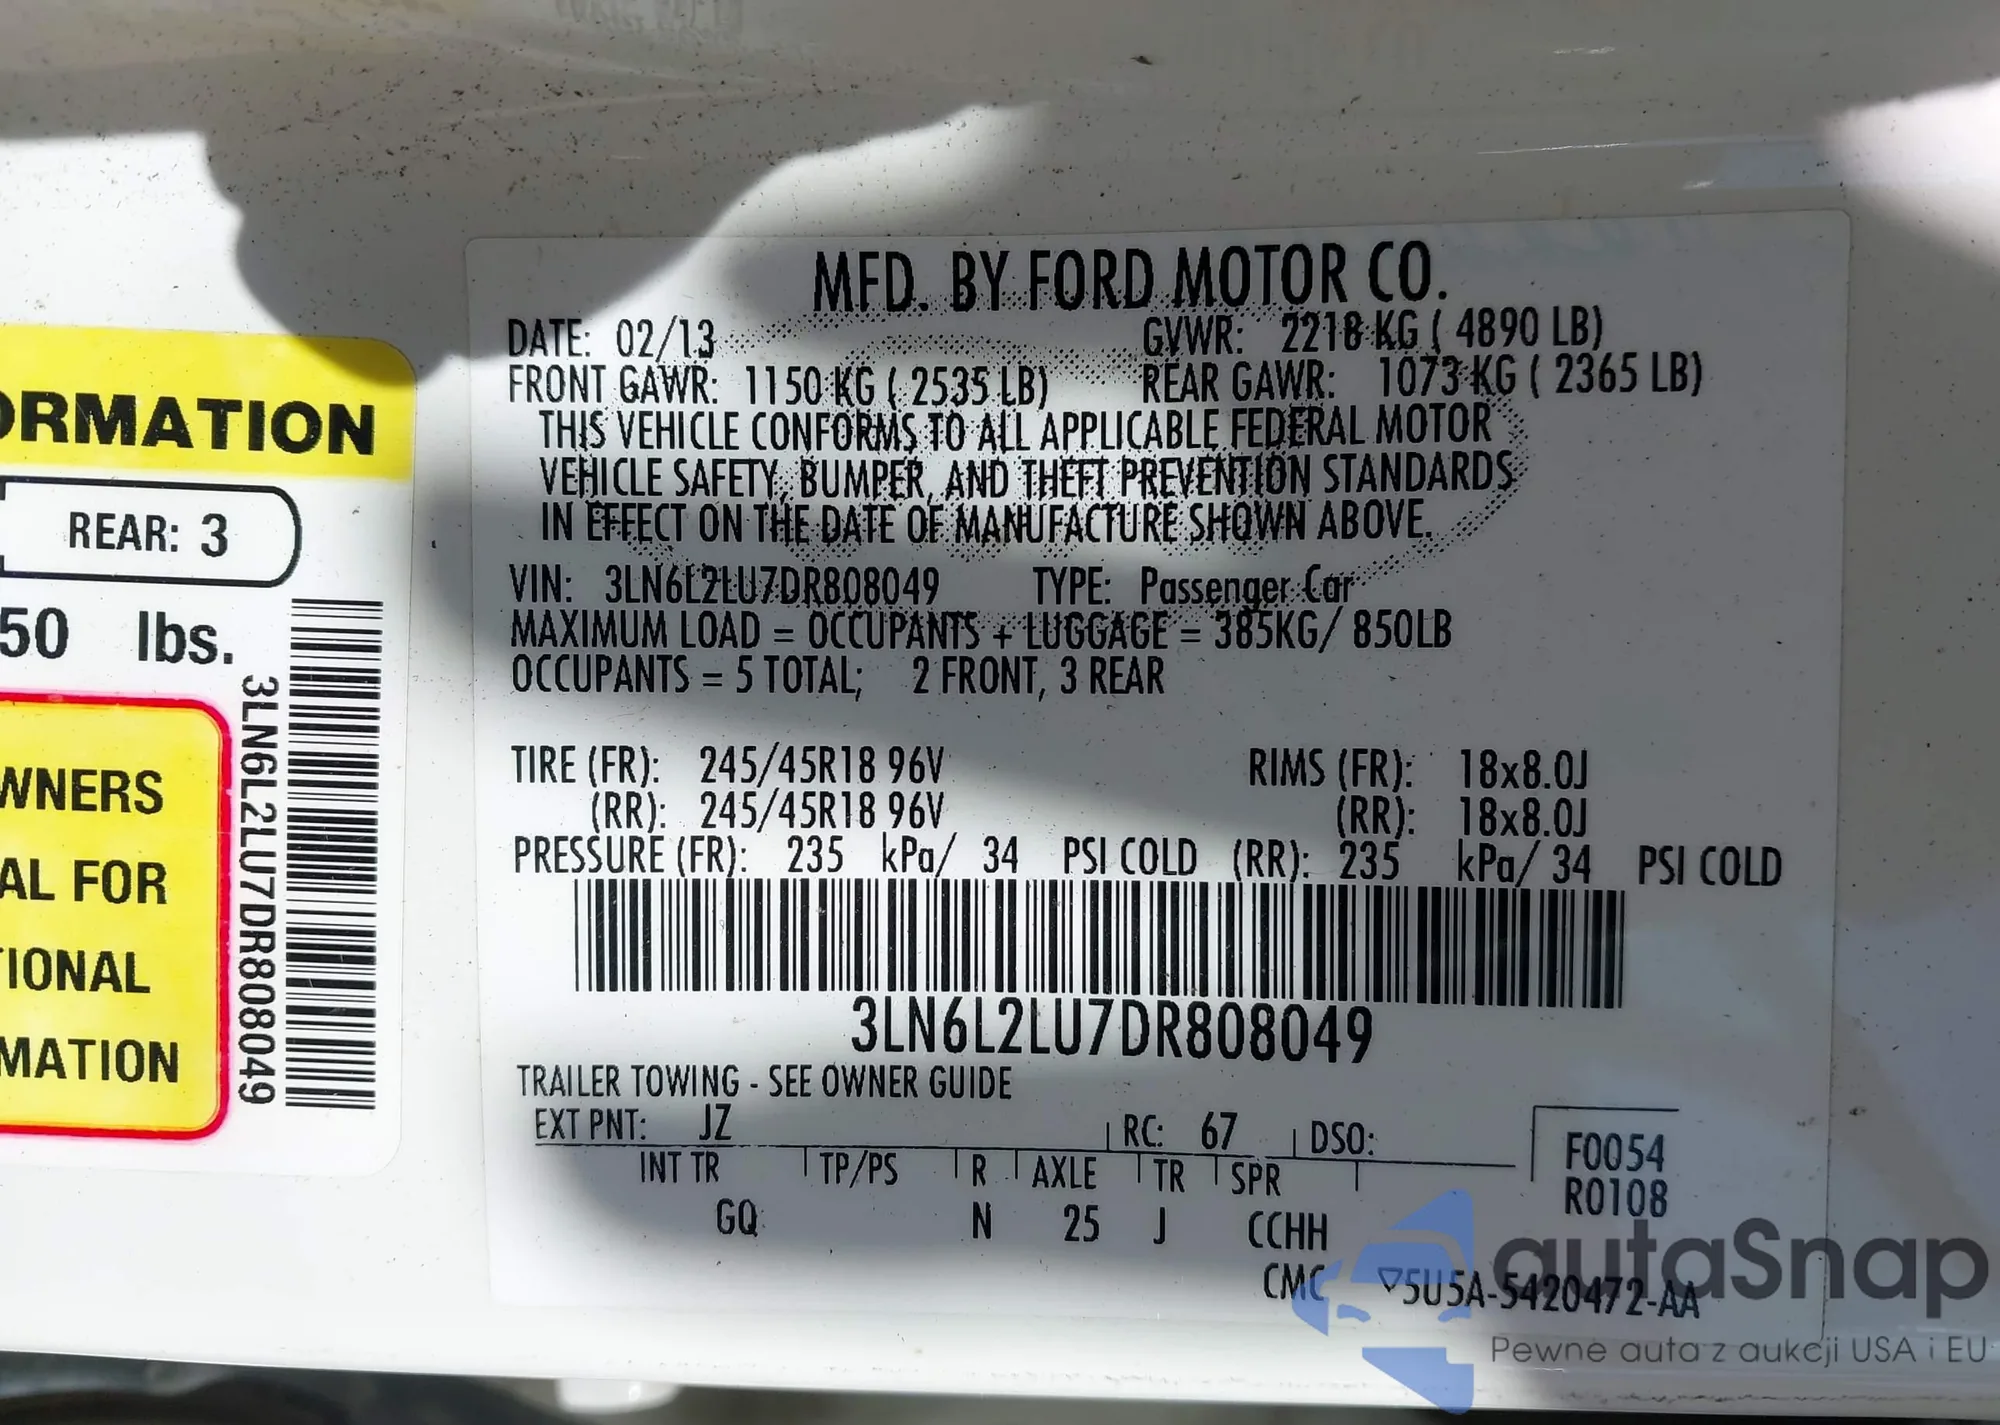 ORMATION
REAR: 3
50 lbs.
WNERS
AL FOR
TIONAL
MATION
3LN6L2LU7DR808049
MFD. BY FORD MOTOR CO.
DATE: 02/13 GVWR: 2218 KG ( 4890 LB)
FRONT GAWR: 1150 KG ( 2535 LB) REAR GAWR: 1073 KG ( 2365 LB)
THIS VEHICLE CONFORMS TO ALL APPLICABLE FEDERAL MOTOR
VEHICLE SAFETY, BUMPER, AND THEFT PREVENTION STANDARDS
IN EFFECT ON THE DATE OF MANUFACTURE SHOWN ABOVE.
VIN: 3LN6L2LU7DR808049 TYPE: Passenger Car
MAXIMUM LOAD = OCCUPANTS + LUGGAGE = 385KG/ 850LB
OCCUPANTS = 5 TOTAL; 2 FRONT, 3 REAR
TIRE (FR): 245/45R18 96V RIMS (FR): 18x8.0J
(RR): 245/45R18 96V (RR): 18x8.0J
PRESSURE (FR): 235 kPa/ 34 PSI COLD (RR): 235 kPa/ 34 PSI COLD
3LN6L2LU7DR808049
TRAILER TOWING - SEE OWNER GUIDE
EXT PNT: JZ RC: 67 DSO:
INT TR TP/PS R AXLE TR SPR
GQ N 25 J CCHH
CMC
F0054
R0108
▽5U5A-5420472-AA
autaSnap
Pewne auta z aukcji USA i EU